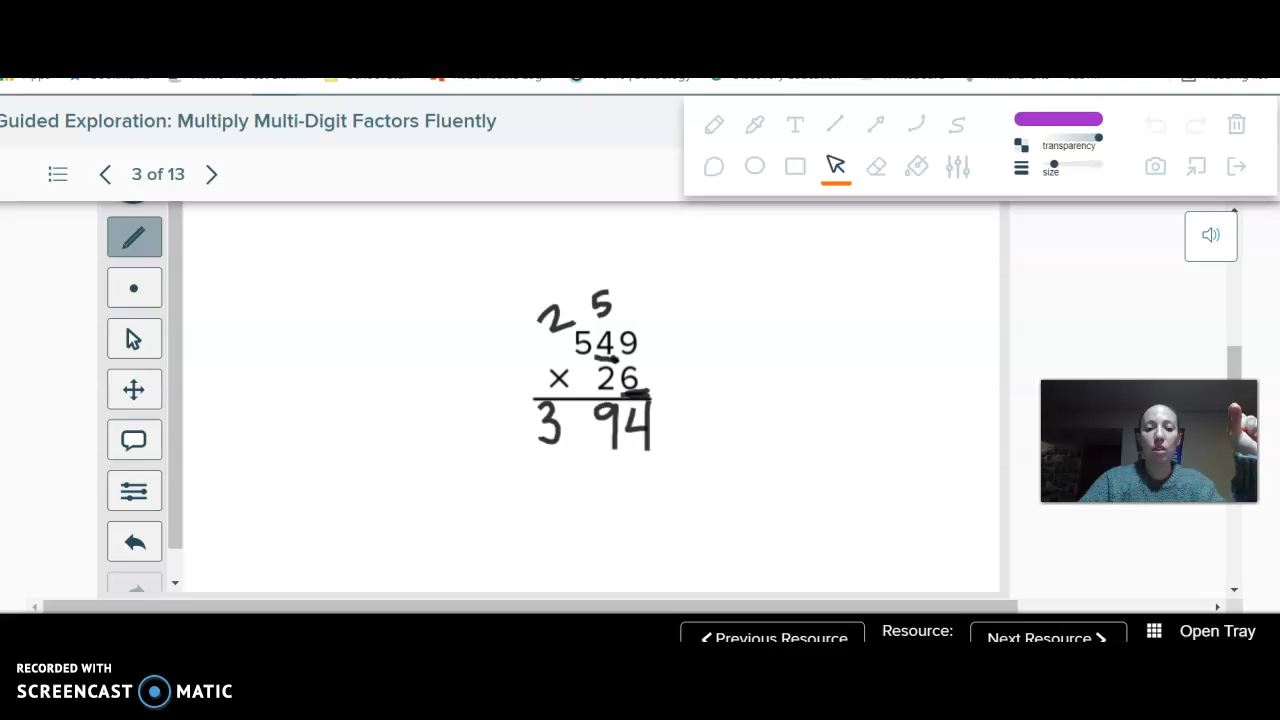 Guided Exploration: Multiply Multi-Digit Factors Fluently
3 of 13
transparency
size
2 5
549
× 26
3 94
Previous Resource
Resource:
Next Resource
Open Tray
RECORDED WITH
SCREENCAST MATIC